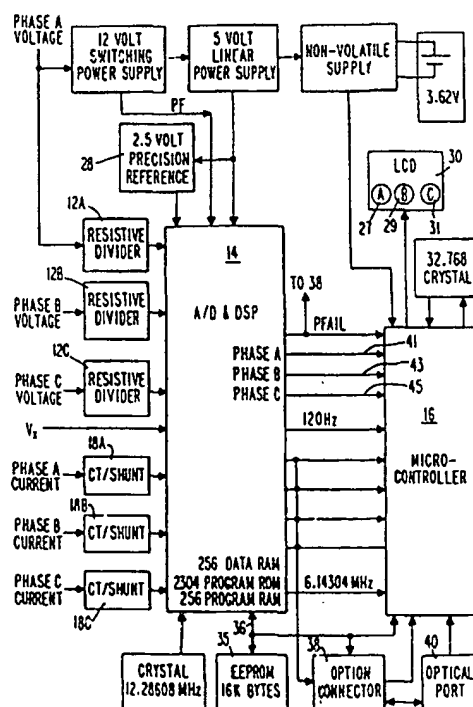 PHASE A
VOLTAGE
12 VOLT
SWITCHING
POWER SUPPLY
5 VOLT
LINEAR
POWER SUPPLY
NON-VOLATILE
SUPPLY
3.62V
PF
28
2.5 VOLT
PRECISION
REFERENCE
LCD
30
A
B
C
27
29
31
12A
RESISTIVE
DIVIDER
14
A/D & DSP
32.768
CRYSTAL
12B
PHASE B
VOLTAGE
RESISTIVE
DIVIDER
TO 38
PFAIL
PHASE A
41
PHASE B
43
PHASE C
45
12C
PHASE C
VOLTAGE
RESISTIVE
DIVIDER
16
MICRO-
CONTROLLER
VX
120Hz
18A
PHASE A
CURRENT
CT/SHUNT
18B
PHASE B
CURRENT
CT/SHUNT
PHASE C
CURRENT
CT/SHUNT
18C
256 DATA RAM
2304 PROGRAM ROM
256 PROGRAM RAM
6.14304 MHz
36
35
38
40
CRYSTAL
12.28608 MHz
EEPROM
16K BYTES
OPTION
CONNECTOR
OPTICAL
PORT